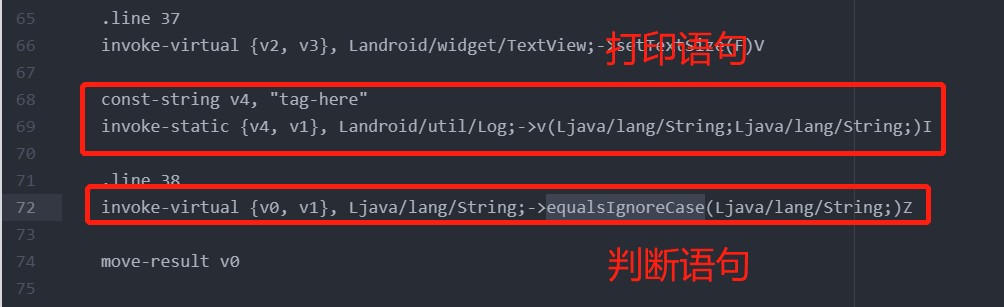 65 .line 37
66 invoke-virtual {v2, v3}, Landroid/widget/TextView;->setTextSize(F)V
打印语句
67
68 const-string v4, "tag-here"
69 invoke-static {v4, v1}, Landroid/util/Log;->v(Ljava/lang/String;Ljava/lang/String;)I
70
71 .line 38
72 invoke-virtual {v0, v1}, Ljava/lang/String;->equalsIgnoreCase(Ljava/lang/String;)Z
73
判断语句
74 move-result v0
75